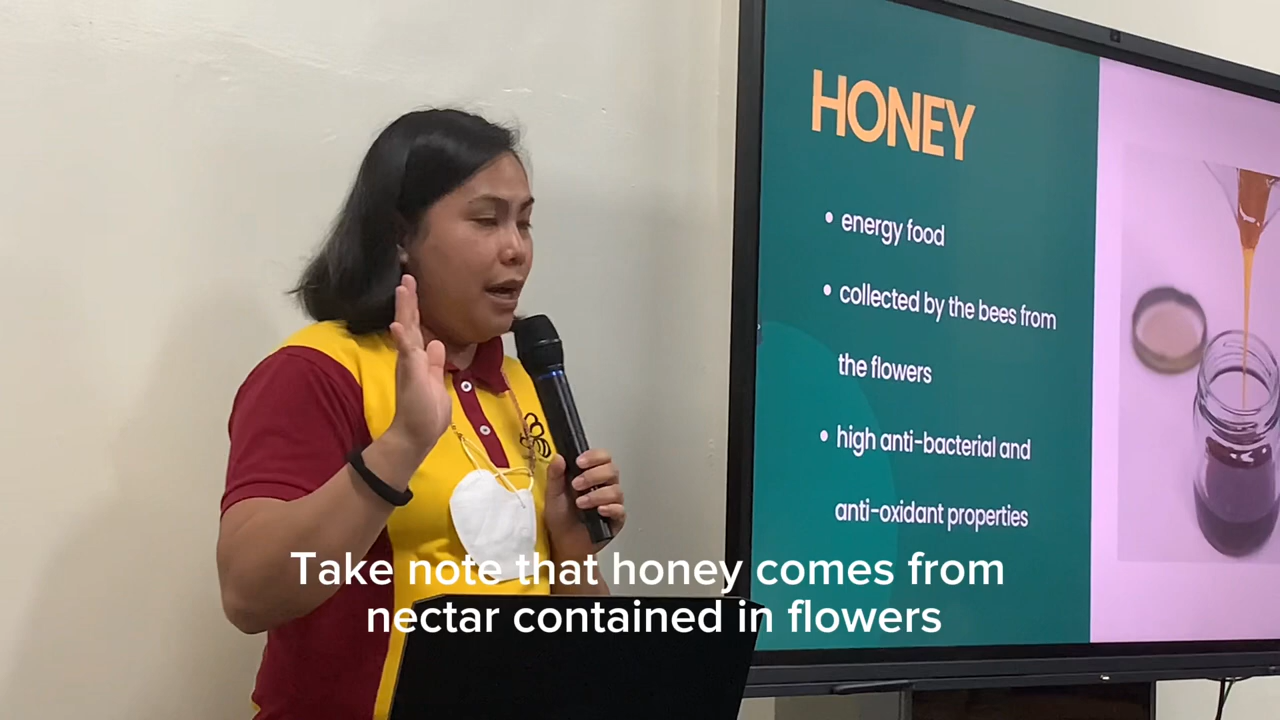 HONEY
• energy food
• collected by the bees from
the flowers
• high anti-bacterial and
anti-oxidant properties
Take note that honey comes from
nectar contained in flowers